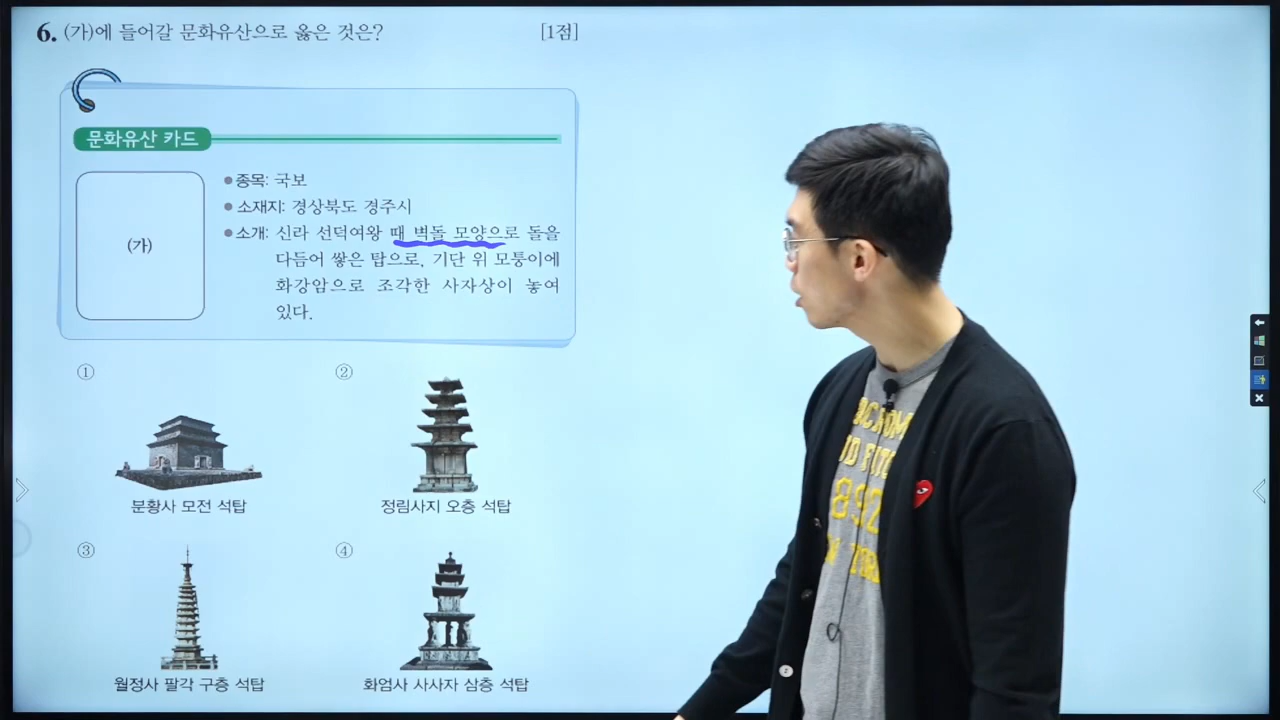 6. (가)에 들어갈 문화유산으로 옳은 것은? [1점]
문화유산 카드
(가)
●종목: 국보
●소재지: 경상북도 경주시
●소개: 신라 선덕여왕 때 벽돌 모양으로 돌을
다듬어 쌓은 탑으로, 기단 위 모퉁이에
화강암으로 조각한 사자상이 놓여
있다.
① ②
분황사 모전 석탑 정림사지 오층 석탑
③ ④
월정사 팔각 구층 석탑 화엄사 사사자 삼층 석탑